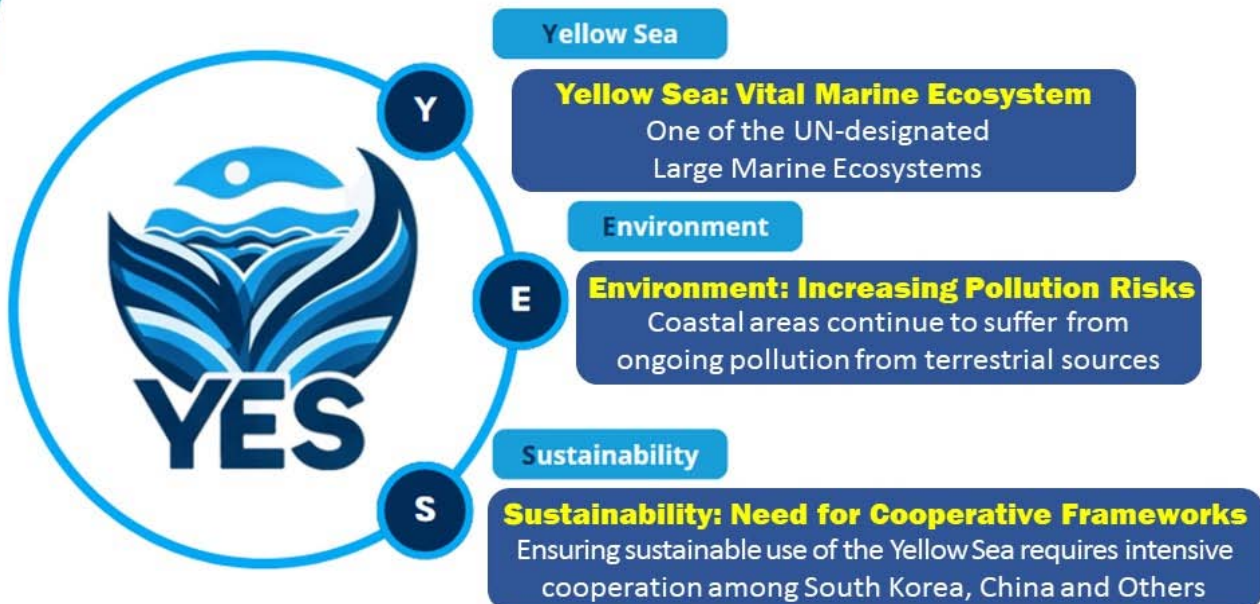 Yellow Sea
Y
Yellow Sea: Vital Marine Ecosystem
One of the UN-designated
Large Marine Ecosystems
Environment
E
Environment: Increasing Pollution Risks
Coastal areas continue to suffer from
ongoing pollution from terrestrial sources
YES
Sustainability
S
Sustainability: Need for Cooperative Frameworks
Ensuring sustainable use of the Yellow Sea requires intensive
cooperation among South Korea, China and Others